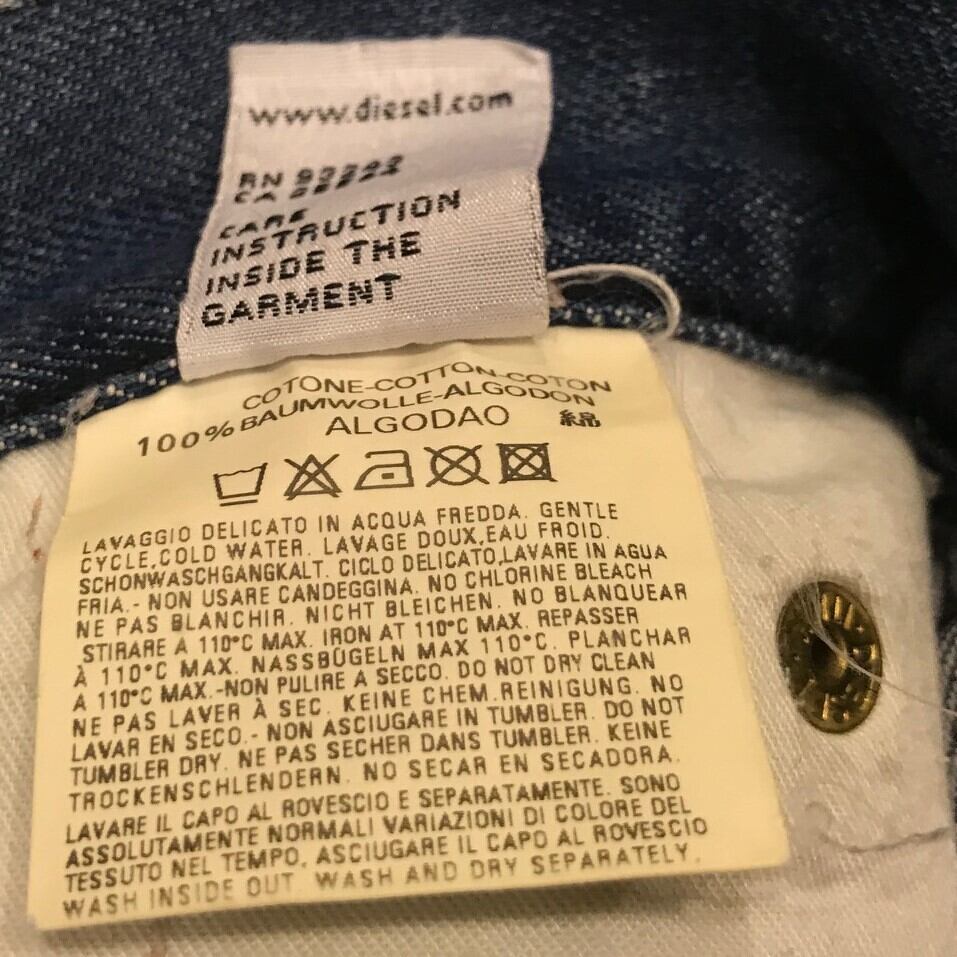 www.diesel.com
RN 93243
CA 25594
CARE
INSTRUCTION
INSIDE THE
GARMENT
COTONE-COTTON-COTON
100% BAUMWOLLE-ALGODON
ALGODAO 綿
LAVAGGIO DELICATO IN ACQUA FREDDA. GENTLE
CYCLE,COLD WATER. LAVAGE DOUX,EAU FROID.
SCHONWASCHGANGKALT. CICLO DELICATO,LAVARE IN AGUA
FRIA.- NON USARE CANDEGGINA. NO CHLORINE BLEACH
NE PAS BLANCHIR. NICHT BLEICHEN. NO BLANQUEAR
STIRARE A 110°C MAX. IRON AT 110°C MAX. REPASSER
À 110°C MAX. NASSBÜGELN MAX 110°C. PLANCHAR
A 110°C MAX.-NON PULIRE A SECCO. DO NOT DRY CLEAN
NE PAS LAVER À SEC. KEINE CHEM.REINIGUNG. NO
LAVAR EN SECO.- NON ASCIUGARE IN TUMBLER. DO NOT
TUMBLER DRY. NE PAS SECHER DANS TUMBLER. KEINE
TROCKENSCHLENDERN. NO SECAR EN SECADORA.
LAVARE IL CAPO AL ROVESCIO E SEPARATAMENTE. SONO
ASSOLUTAMENTE NORMALI VARIAZIONI DI COLORE DEL
TESSUTO NEL TEMPO. ASCIUGARE IL CAPO AL ROVESCIO
WASH INSIDE OUT. WASH AND DRY SEPARATELY.